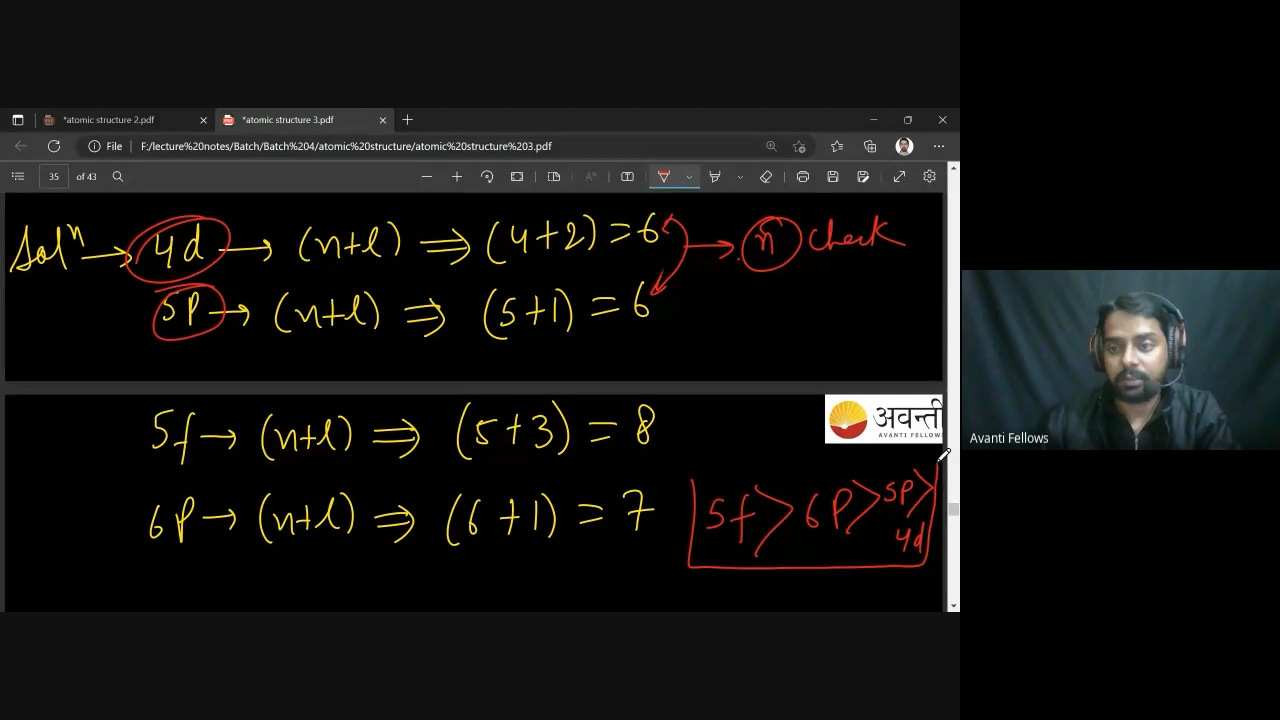 *atomic structure 2.pdf
*atomic structure 3.pdf
File
F:/lecture%20notes/Batch/Batch%204/atomic%20structure/atomic%20structure%203.pdf
35 of 43
Solⁿ → 4d → (n+l) ⇒ (4+2) = 6 → n check
5p → (n+l) ⇒ (5+1) = 6
अवन्ती
AVANTI FELLOWS
5f → (n+l) ⇒ (5+3) = 8
6p → (n+l) ⇒ (6+1) = 7
5f > 6p > 5p >
4d
Avanti Fellows